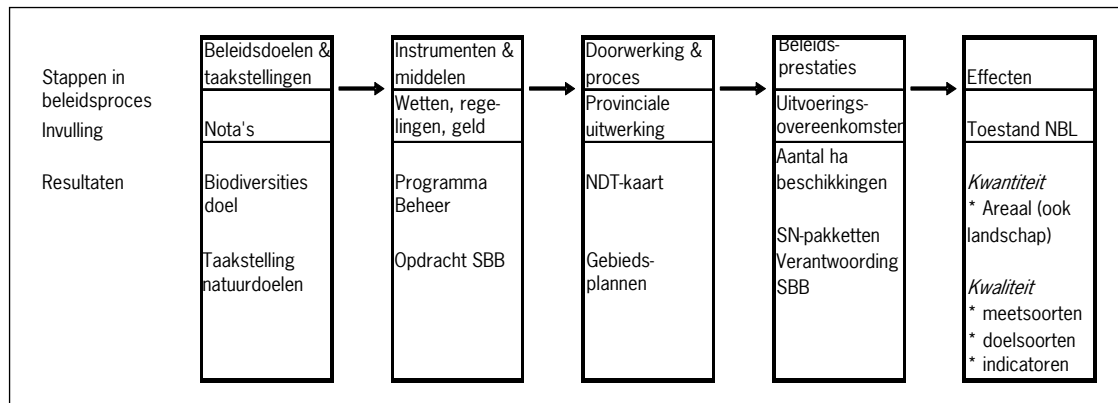 Stappen in
beleidsproces
Invulling
Resultaten
Beleidsdoelen &
taakstellingen
Nota's
Biodiversities
doel
Taakstelling
natuurdoelen
Instrumenten &
middelen
Wetten, rege-
lingen, geld
Programma
Beheer
Opdracht SBB
Doorwerking &
proces
Provinciale
uitwerking
NDT-kaart
Gebieds-
plannen
Beleids-
prestaties
Uitvoerings-
overeenkomsten
Aantal ha
beschikkingen
SN-pakketten
Verantwoording
SBB
Effecten
Toestand NBL
Kwantiteit
* Areaal (ook
landschap)
Kwaliteit
* meetsoorten
* doelsoorten
* indicatoren